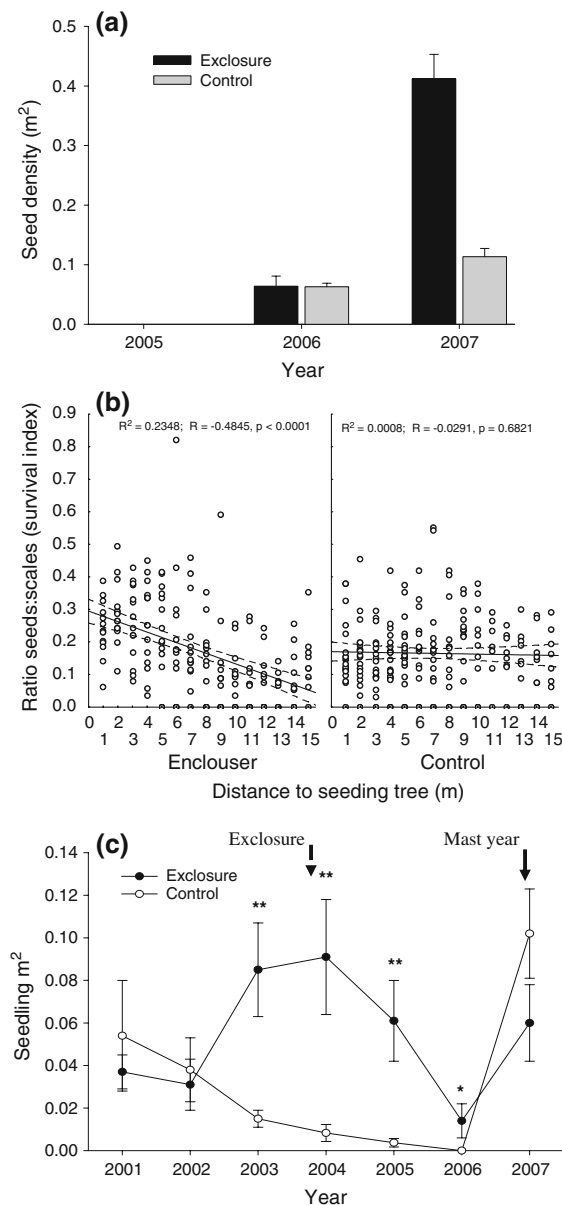 (a)
Exclosure
Control
Seed density (m²)
0.5
0.4
0.3
0.2
0.1
0.0
2005 2006 2007
Year
(b)
R² = 0.2348; R = -0.4845, p < 0.0001
R² = 0.0008; R = -0.0291, p = 0.6821
Ratio seeds:scales (survival index)
0.9
0.8
0.7
0.6
0.5
0.4
0.3
0.2
0.1
0.0
0 2 4 6 8 10 12 14 0 2 4 6 8 10 12 14
1 3 5 7 9 11 13 15 1 3 5 7 9 11 13 15
Enclouser Control
Distance to seeding tree (m)
(c)
Exclosure
Mast year
Exclosure
Control
** ** ** *
Seedling m²
0.14
0.12
0.10
0.08
0.06
0.04
0.02
0.00
2001 2002 2003 2004 2005 2006 2007
Year